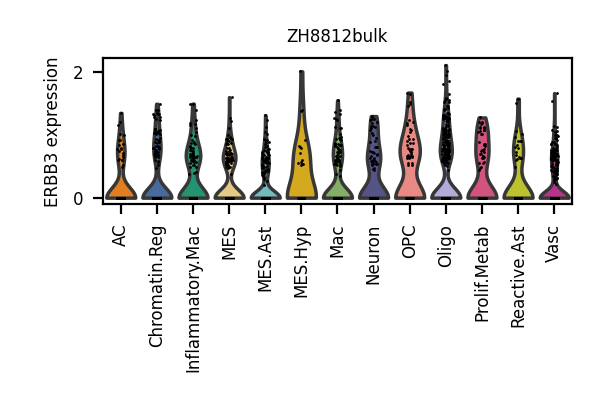 ZH8812bulk
ERBB3 expression
2
0
AC
Chromatin.Reg
Inflammatory.Mac
MES
MES.Ast
MES.Hyp
Mac
Neuron
OPC
Oligo
Prolif.Metab
Reactive.Ast
Vasc